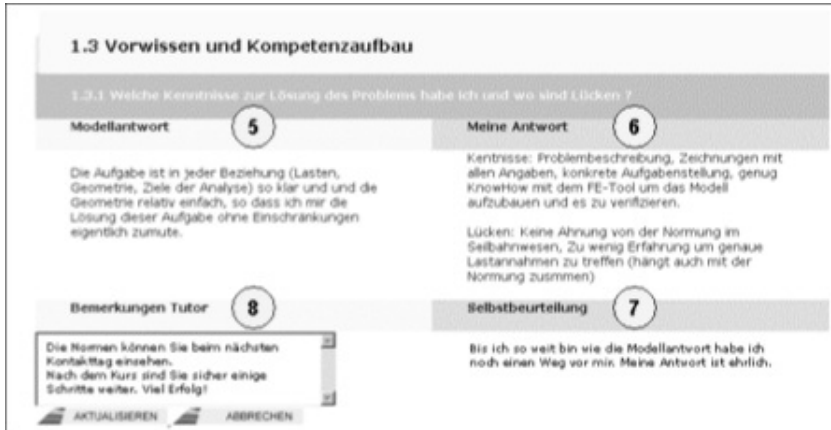 1.3 Vorwissen und Kompetenzaufbau
1.3.1 Welche Kenntnisse zur Lösung des Problems habe ich und wo sind Lücken ?
Modellantwort 5
Die Aufgabe ist in jeder Beziehung (Lasten,
Geometrie, Ziele der Analyse) so klar und und die
Geometrie relativ einfach, so dass ich mir die
Lösung dieser Aufgabe ohne Einschränkungen
eigentlich zumute.
Meine Antwort 6
Kentnisse: Problembeschreibung, Zeichnungen mit
allen Angaben, konkrete Aufgabenstellung, genug
KnowHow mit dem FE-Tool um das Modell
aufzubauen und es zu verifizieren.
Lücken: Keine Ahnung von der Normung im
Seilbahnwesen, Zu wenig Erfahrung um genaue
Lastannahmen zu treffen (hängt auch mit der
Normung zusmmen)
Bemerkungen Tutor 8
Die Normen können Sie beim nächsten
Kontakttag einsehen.
Nach dem Kurs sind Sie sicher einige
Schritte weiter. Viel Erfolg!
AKTUALISIEREN ABBRECHEN
Selbstbeurteilung 7
Bis ich so weit bin wie die Modellantwort habe ich
noch einen Weg vor mir. Meine Antwort ist ehrlich.